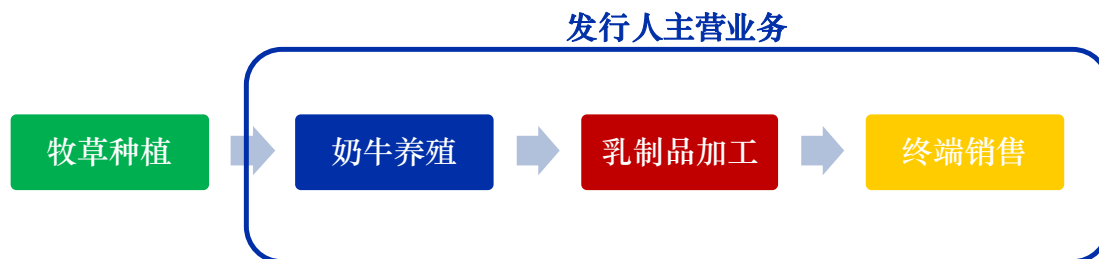 发行人主营业务
牧草种植
奶牛养殖
乳制品加工
终端销售